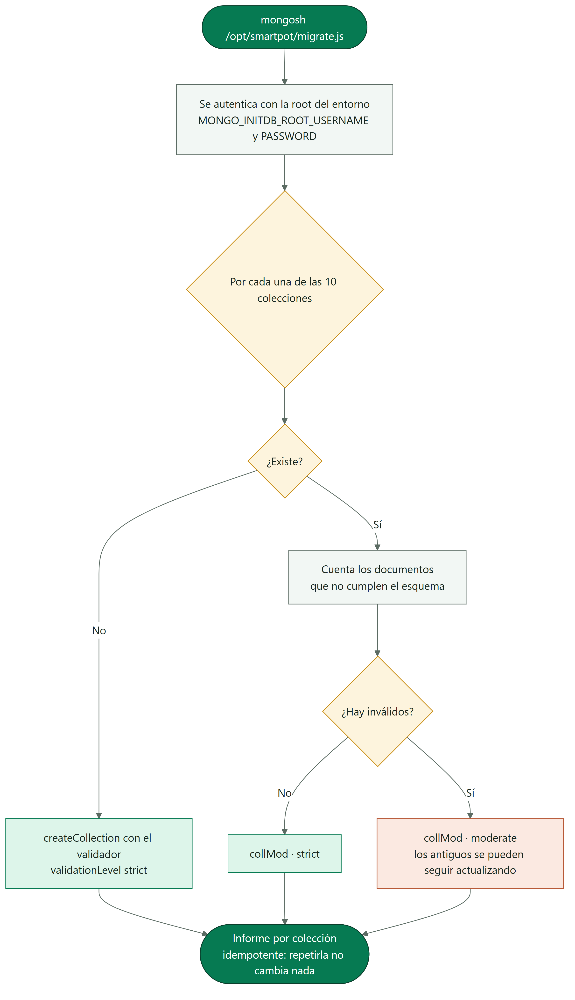 mongosh
/opt/smartpot/migrate.js
Se autentica con la root del entorno
MONGO_INITDB_ROOT_USERNAME
y PASSWORD
Por cada una de las 10
colecciones
¿Existe?
Sí
Cuenta los documentos
que no cumplen el esquema
No
¿Hay inválidos?
No
Sí
createCollection con el
validador
validationLevel strict
collMod · strict
collMod · moderate
los antiguos se pueden
seguir actualizando
Informe por colección
idempotente: repetirla no
cambia nada